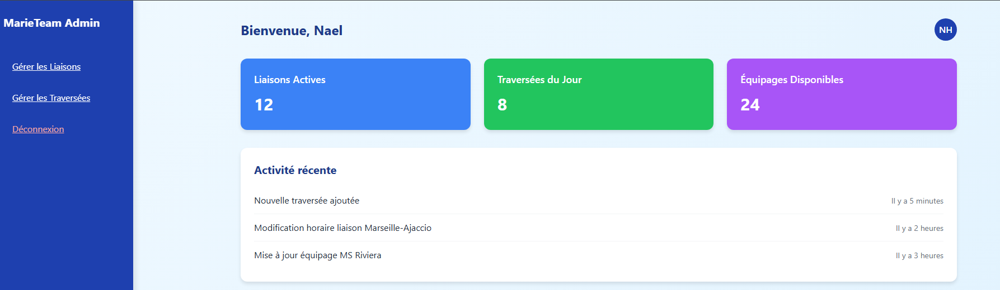 MarieTeam Admin
Gérer les Liaisons
Gérer les Traversées
Déconnexion
Bienvenue, Nael
NH
Liaisons Actives
12
Traversées du Jour
8
Équipages Disponibles
24
Activité récente
Nouvelle traversée ajoutée
Il y a 5 minutes
Modification horaire liaison Marseille-Ajaccio
Il y a 2 heures
Mise à jour équipage MS Riviera
Il y a 3 heures